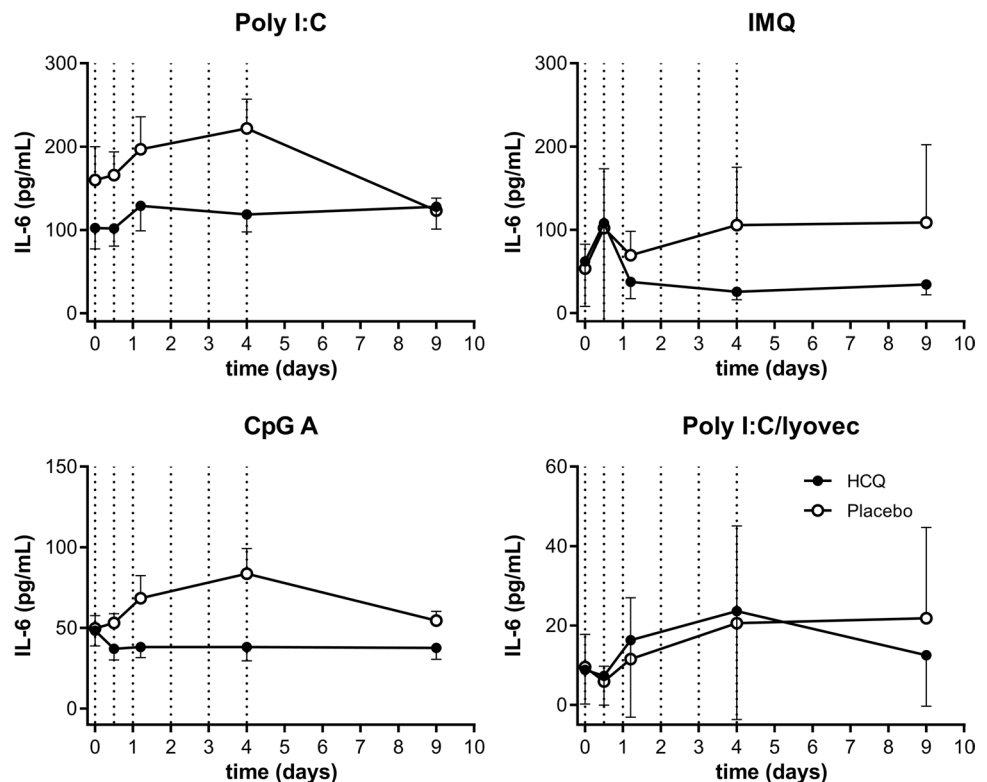 Poly I:C
300
200
100
0
IL-6 (pg/mL)
0 1 2 3 4 5 6 7 8 9 10
time (days)
IMQ
300
200
100
0
IL-6 (pg/mL)
0 1 2 3 4 5 6 7 8 9 10
time (days)
CpG A
150
100
50
0
IL-6 (pg/mL)
0 1 2 3 4 5 6 7 8 9 10
time (days)
Poly I:C/lyovec
60
40
20
0
IL-6 (pg/mL)
HCQ
Placebo
0 1 2 3 4 5 6 7 8 9 10
time (days)